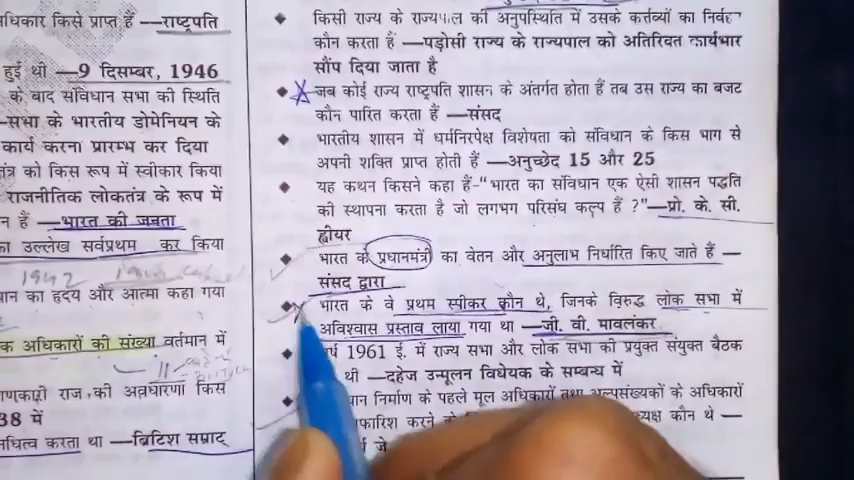 धिकार किसे प्राप्त हैं —राष्ट्रपति
हुई थी —9 दिसम्बर, 1946
के बाद संविधान सभा की स्थिति
—सभा के भारतीय डोमेनियन के
कार्य करना प्रारम्भ कर दिया
तंत्र को किस रूप में स्वीकार किया
राजनीतिक लोकतंत्र के रूप में
न हैं —भारत की जनता
का उल्लेख सर्वप्रथम कर किया
1942
धान का हृदय और आत्मा कहा गया
क अधिकारों की संख्या वर्तमान में
11
राज की अवधारणा किस
38 में
नधित्व करता था —ब्रिटिश सम्राट्
◆ किसी राज्य के राज्यपाल की अनुपस्थिति में उसके कर्तव्यों का निर्वह
कौन करता हैं —पड़ोसी राज्य के राज्यपाल को अतिरिक्त कार्यभार
सौंप दिया जाता है
◆ जब कोई राज्य राष्ट्रपति शासन के अंतर्गत होता हैं तब उस राज्य का बजट
कौन पारित करता हैं —संसद
◆ भारतीय शासन में धर्मनिरपेक्ष विशेषता को संविधान के किस भाग से
अपनी शक्ति प्राप्त होती हैं —अनुच्छेद 15 और 25
◆ यह कथन किसने कहा हैं-“भारत का संविधान एक ऐसी शासन पद्धति
की स्थापना करता है जो लगभग परिसंघ कल्प हैं ?”—प्रो. के. सी.
ह्वीयर
◆ भारत के प्रधानमंत्री का वेतन और अनुलाभ निर्धारित किए जाते हैं —
संसद द्वारा
◆ भारत के वे प्रथम स्पीकर कौन थे, जिनके विरुद्ध लोक सभा में
अविश्वास प्रस्ताव लाया गया था —जी. वी. मावलंकर
◆ र्ष 1961 ई. में राज्य सभा और लोक सभा की प्रयुक्त संयुक्त बैठक
थी —दहेज उन्मूलन विधेयक के सम्बन्ध में
◆ धान निर्माण के पहले मूल अधिकारों तथा अल्पसंख्यकों के अधिकारों
फारिश करने के ध्यक्ष कौन थे —
जे